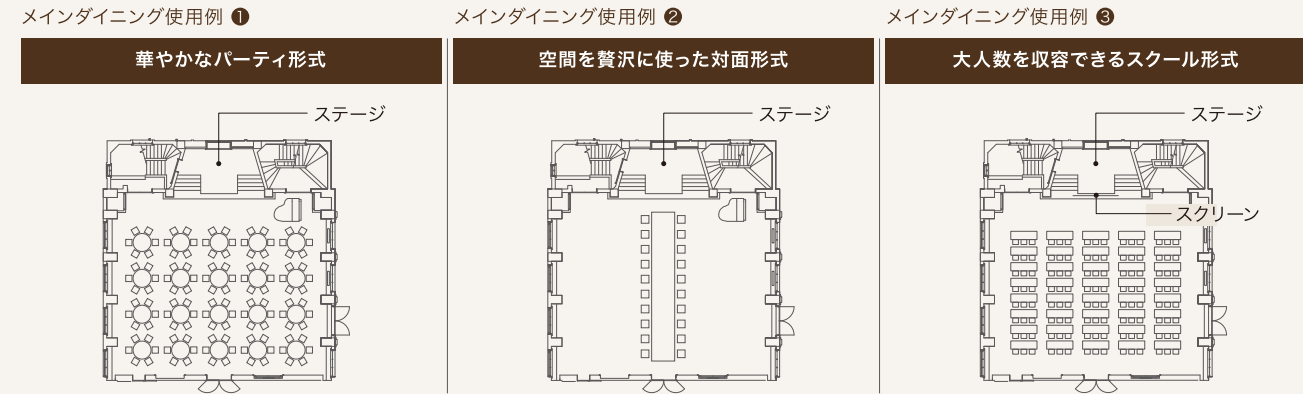 メインダイニング使用例 ❶
華やかなパーティ形式
ステージ
メインダイニング使用例 ❷
空間を贅沢に使った対面形式
ステージ
メインダイニング使用例 ❸
大人数を収容できるスクール形式
ステージ
スクリーン